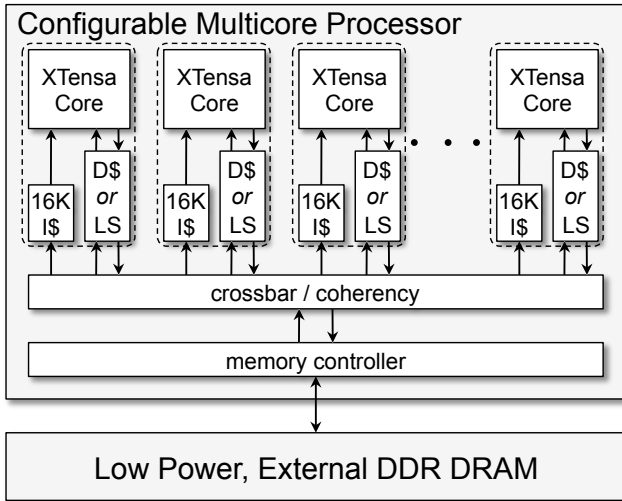 Configurable Multicore Processor
XTensa
Core
16K
I$
D$
or
LS
XTensa
Core
16K
I$
D$
or
LS
XTensa
Core
16K
I$
D$
or
LS
• • •
XTensa
Core
16K
I$
D$
or
LS
crossbar / coherency
memory controller
Low Power, External DDR DRAM